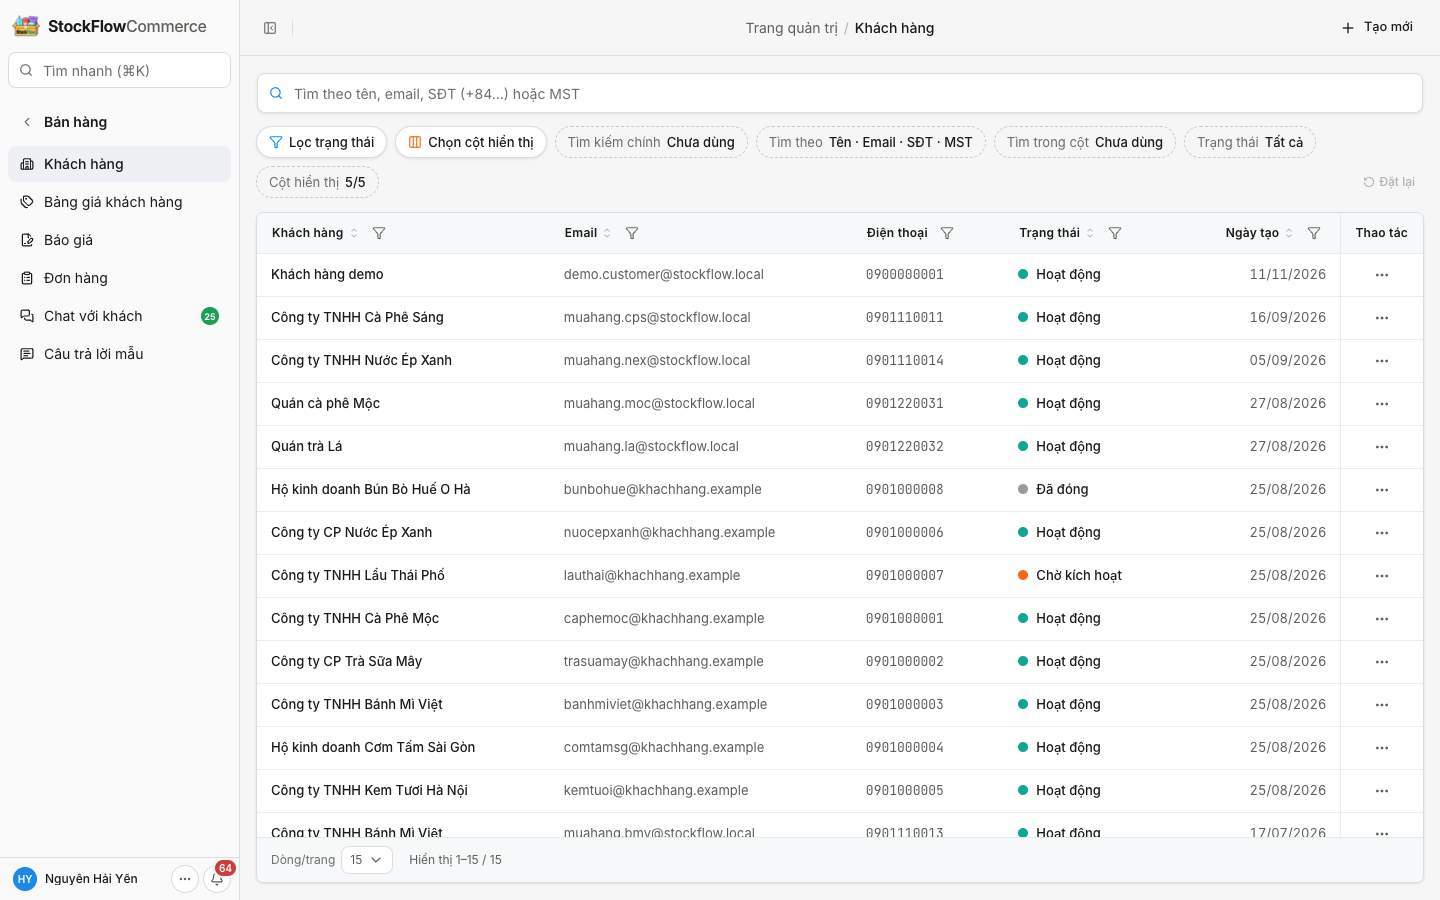 StockFlowCommerce
Tìm nhanh (⌘K)
Bán hàng
Khách hàng
Bảng giá khách hàng
Báo giá
Đơn hàng
Chat với khách 25
Câu trả lời mẫu
HY Nguyễn Hải Yến 64
Trang quản trị / Khách hàng
Tạo mới
Tìm theo tên, email, SĐT (+84...) hoặc MST
Lọc trạng thái Chọn cột hiển thị Tìm kiếm chính Chưa dùng Tìm theo Tên · Email · SĐT · MST Tìm trong cột Chưa dùng Trạng thái Tất cả
Cột hiển thị 5/5 Đặt lại
Khách hàng Email Điện thoại Trạng thái Ngày tạo Thao tác
Khách hàng demo demo.customer@stockflow.local 0900000001 Hoạt động 11/11/2026
Công ty TNHH Cà Phê Sáng muahang.cps@stockflow.local 0901110011 Hoạt động 16/09/2026
Công ty TNHH Nước Ép Xanh muahang.nex@stockflow.local 0901110014 Hoạt động 05/09/2026
Quán cà phê Mộc muahang.moc@stockflow.local 0901220031 Hoạt động 27/08/2026
Quán trà Lá muahang.la@stockflow.local 0901220032 Hoạt động 27/08/2026
Hộ kinh doanh Bún Bò Huế O Hà bunbohue@khachhang.example 0901000008 Đã đóng 25/08/2026
Công ty CP Nước Ép Xanh nuocepxanh@khachhang.example 0901000006 Hoạt động 25/08/2026
Công ty TNHH Lẩu Thái Phố lauthai@khachhang.example 0901000007 Chờ kích hoạt 25/08/2026
Công ty TNHH Cà Phê Mộc caphemoc@khachhang.example 0901000001 Hoạt động 25/08/2026
Công ty CP Trà Sữa Mây trasuamay@khachhang.example 0901000002 Hoạt động 25/08/2026
Công ty TNHH Bánh Mì Việt banhmiviet@khachhang.example 0901000003 Hoạt động 25/08/2026
Hộ kinh doanh Cơm Tấm Sài Gòn comtamsg@khachhang.example 0901000004 Hoạt động 25/08/2026
Công ty TNHH Kem Tươi Hà Nội kemtuoi@khachhang.example 0901000005 Hoạt động 25/08/2026
Công ty TNHH Bánh Mì Việt muahang.bmv@stockflow.local 0901110013 Hoạt động 17/07/2026
Dòng/trang 15 Hiển thị 1–15 / 15